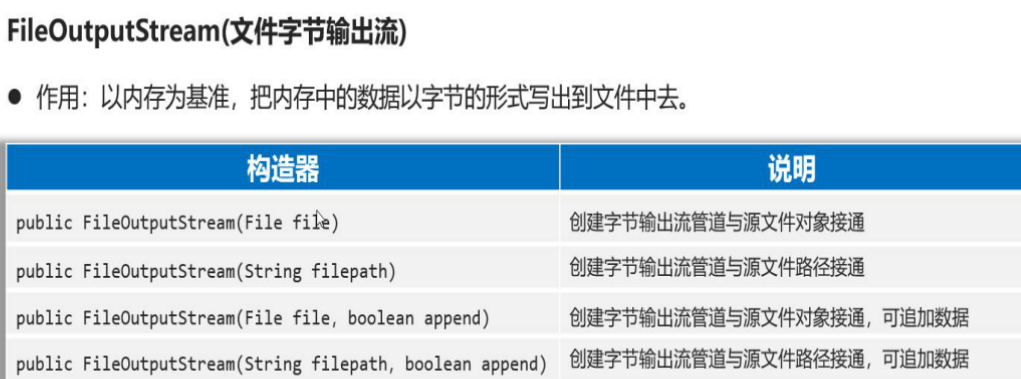 FileOutputStream(文件字节输出流)
● 作用：以内存为基准，把内存中的数据以字节的形式写出到文件中去。
构造器 说明
public FileOutputStream(File file) 创建字节输出流管道与源文件对象接通
public FileOutputStream(String filepath) 创建字节输出流管道与源文件路径接通
public FileOutputStream(File file, boolean append) 创建字节输出流管道与源文件对象接通，可追加数据
public FileOutputStream(String filepath, boolean append) 创建字节输出流管道与源文件路径接通，可追加数据